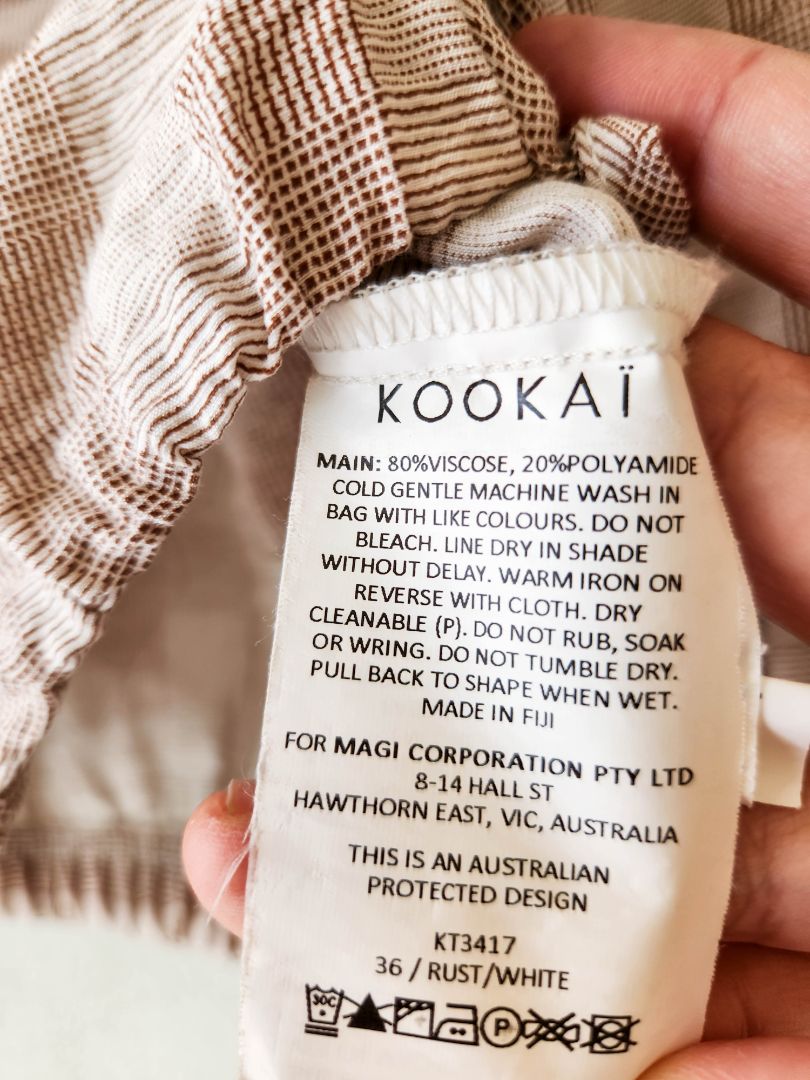 KOOKAÏ
MAIN: 80%VISCOSE, 20%POLYAMIDE
COLD GENTLE MACHINE WASH IN
BAG WITH LIKE COLOURS. DO NOT
BLEACH. LINE DRY IN SHADE
WITHOUT DELAY. WARM IRON ON
REVERSE WITH CLOTH. DRY
CLEANABLE (P). DO NOT RUB, SOAK
OR WRING. DO NOT TUMBLE DRY.
PULL BACK TO SHAPE WHEN WET.
MADE IN FIJI
FOR MAGI CORPORATION PTY LTD
8-14 HALL ST
HAWTHORN EAST, VIC, AUSTRALIA
THIS IS AN AUSTRALIAN
PROTECTED DESIGN
KT3417
36 / RUST/WHITE
30C P